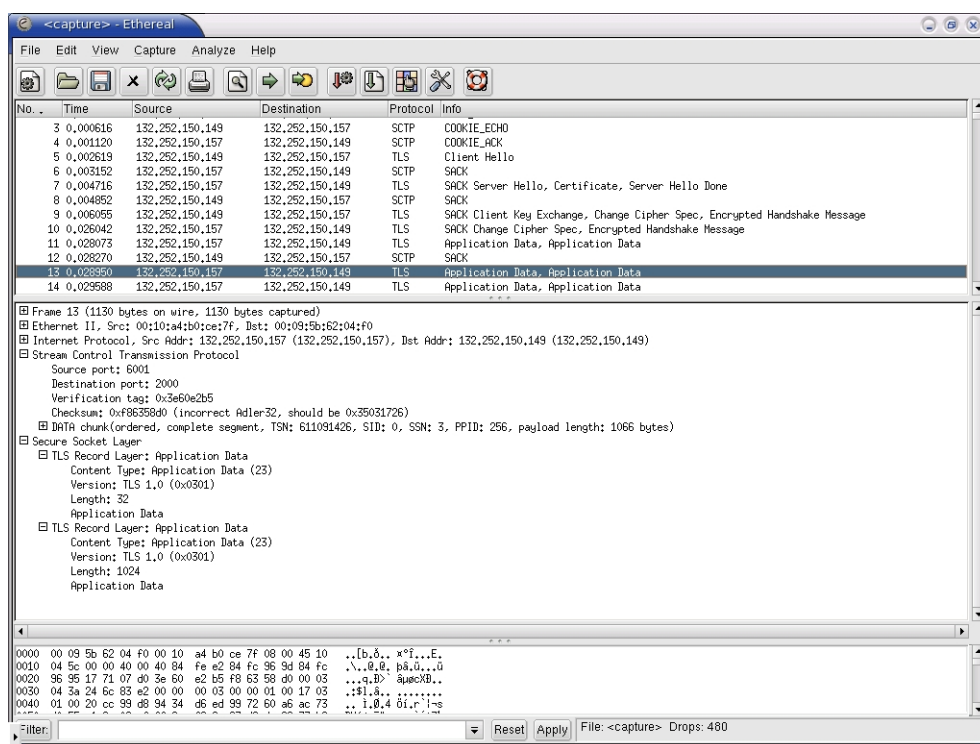 <capture> - Ethereal
File Edit View Capture Analyze Help
No. . Time Source Destination Protocol Info
3 0.000616 132.252.150.149 132.252.150.157 SCTP COOKIE_ECHO
4 0.001120 132.252.150.157 132.252.150.149 SCTP COOKIE_ACK
5 0.002619 132.252.150.149 132.252.150.157 TLS Client Hello
6 0.003152 132.252.150.157 132.252.150.149 SCTP SACK
7 0.004716 132.252.150.157 132.252.150.149 TLS SACK Server Hello, Certificate, Server Hello Done
8 0.004852 132.252.150.149 132.252.150.157 SCTP SACK
9 0.006055 132.252.150.149 132.252.150.157 TLS SACK Client Key Exchange, Change Cipher Spec, Encrypted Handshake Message
10 0.026042 132.252.150.157 132.252.150.149 TLS SACK Change Cipher Spec, Encrypted Handshake Message
11 0.028073 132.252.150.149 132.252.150.157 TLS Application Data, Application Data
12 0.028270 132.252.150.157 132.252.150.149 SCTP SACK
13 0.028950 132.252.150.157 132.252.150.149 TLS Application Data, Application Data
14 0.029588 132.252.150.157 132.252.150.149 TLS Application Data, Application Data
Frame 13 (1130 bytes on wire, 1130 bytes captured)
Ethernet II, Src: 00:10:a4:b0:ce:7f, Dst: 00:09:5b:62:04:f0
Internet Protocol, Src Addr: 132.252.150.157 (132.252.150.157), Dst Addr: 132.252.150.149 (132.252.150.149)
Stream Control Transmission Protocol
Source port: 6001
Destination port: 2000
Verification tag: 0x3e60e2b5
Checksum: 0xf86358d0 (incorrect Adler32, should be 0x35031726)
DATA chunk(ordered, complete segment, TSN: 611091426, SID: 0, SSN: 3, PPID: 256, payload length: 1066 bytes)
Secure Socket Layer
TLS Record Layer: Application Data
Content Type: Application Data (23)
Version: TLS 1.0 (0x0301)
Length: 32
Application Data
TLS Record Layer: Application Data
Content Type: Application Data (23)
Version: TLS 1.0 (0x0301)
Length: 1024
Application Data
0000 00 09 5b 62 04 f0 00 10 a4 b0 ce 7f 08 00 45 10 ..[b.ð.. ¤°Î...E.
0010 04 5c 00 00 40 00 40 84 fe e2 84 fc 96 9d 84 fc .\..@.@. þâ.ü...ü
0020 96 95 17 71 07 d0 3e 60 e2 b5 f8 63 58 d0 00 03 ...q.Ð>` âµøcXÐ..
0030 04 3a 24 6c 83 e2 00 00 00 03 00 00 01 00 17 03 .:$l.â.. ........
0040 01 00 20 cc 99 d8 94 34 d6 ed 99 72 60 a6 ac 73 .. Ì.Ø.4 Öí.r`¦¬s
Filter: Reset Apply File: <capture> Drops: 480